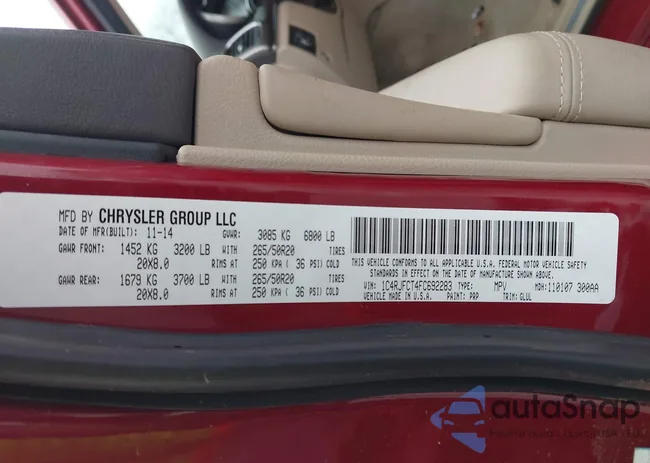 MFD BY CHRYSLER GROUP LLC
DATE OF MFR(BUILT): 11-14 GVWR: 3085 KG 6800 LB
GAWR FRONT: 1452 KG 3200 LB WITH 265/50R20 TIRES
20X8.0 RIMS AT 250 KPA ( 36 PSI) COLD
GAWR REAR: 1679 KG 3700 LB WITH 265/50R20 TIRES
20X8.0 RIMS AT 250 KPA ( 36 PSI) COLD
THIS VEHICLE CONFORMS TO ALL APPLICABLE U.S.A. FEDERAL MOTOR VEHICLE SAFETY
STANDARDS IN EFFECT ON THE DATE OF MANUFACTURE SHOWN ABOVE.
VIN: 1C4RJFCT4FC692283 TYPE: MPV MDH: 110107 300AA
VEHICLE MADE IN U.S.A. PAINT: PRP TRIM: GLUL
autaSnap